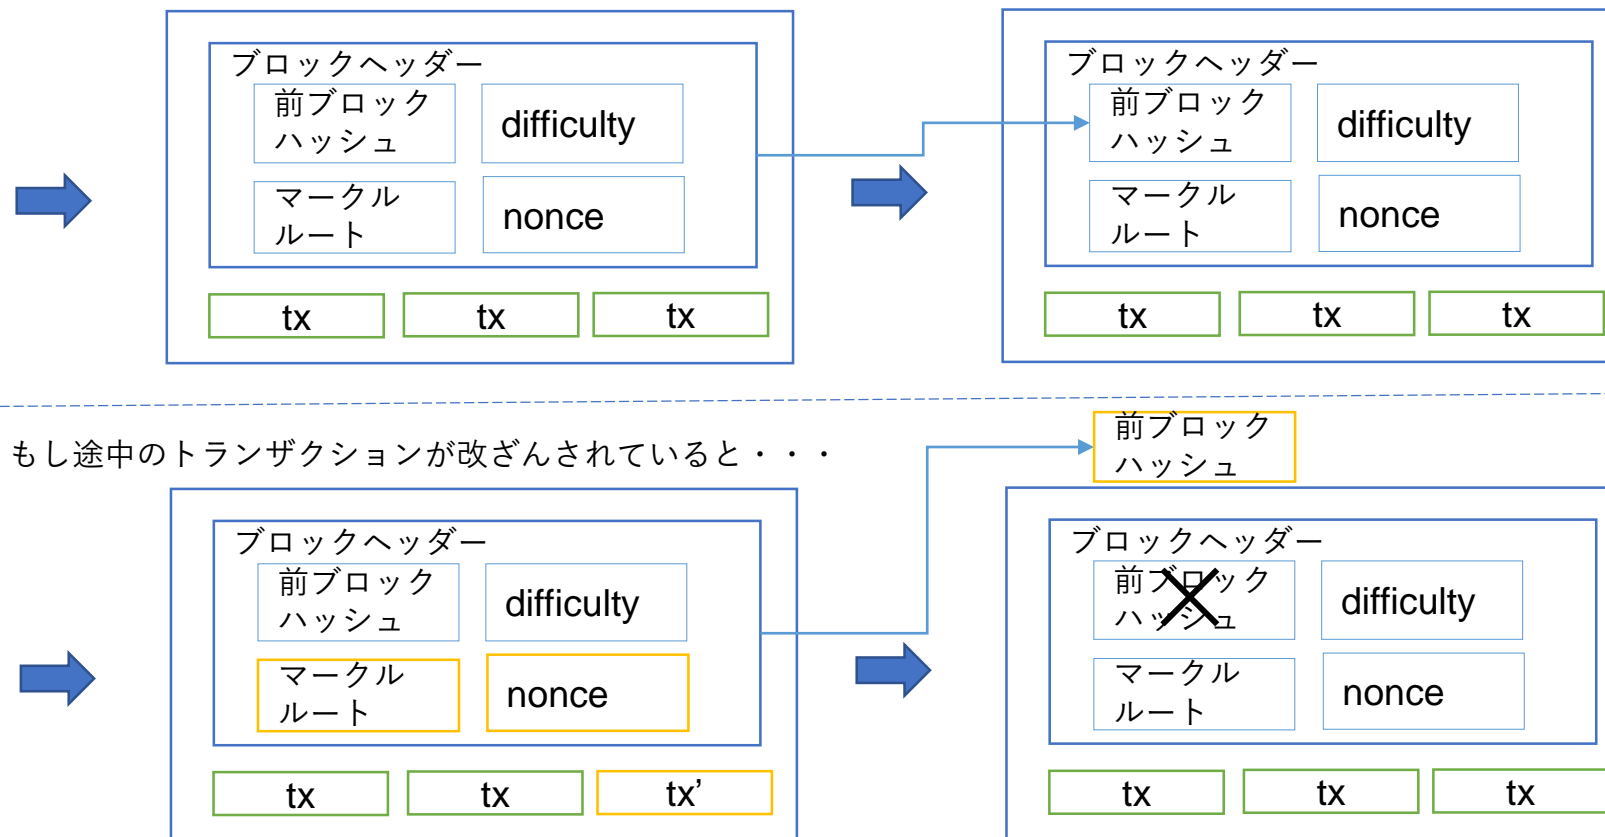 ブロックヘッダー
前ブロック
ハッシュ
difficulty
マークル
ルート
nonce
tx
tx
tx
ブロックヘッダー
前ブロック
ハッシュ
difficulty
マークル
ルート
nonce
tx
tx
tx
もし途中のトランザクションが改ざんされていると・・・
前ブロック
ハッシュ
ブロックヘッダー
前ブロック
ハッシュ
difficulty
マークル
ルート
nonce
tx
tx
tx’
ブロックヘッダー
前ブロック
ハッシュ
difficulty
マークル
ルート
nonce
tx
tx
tx